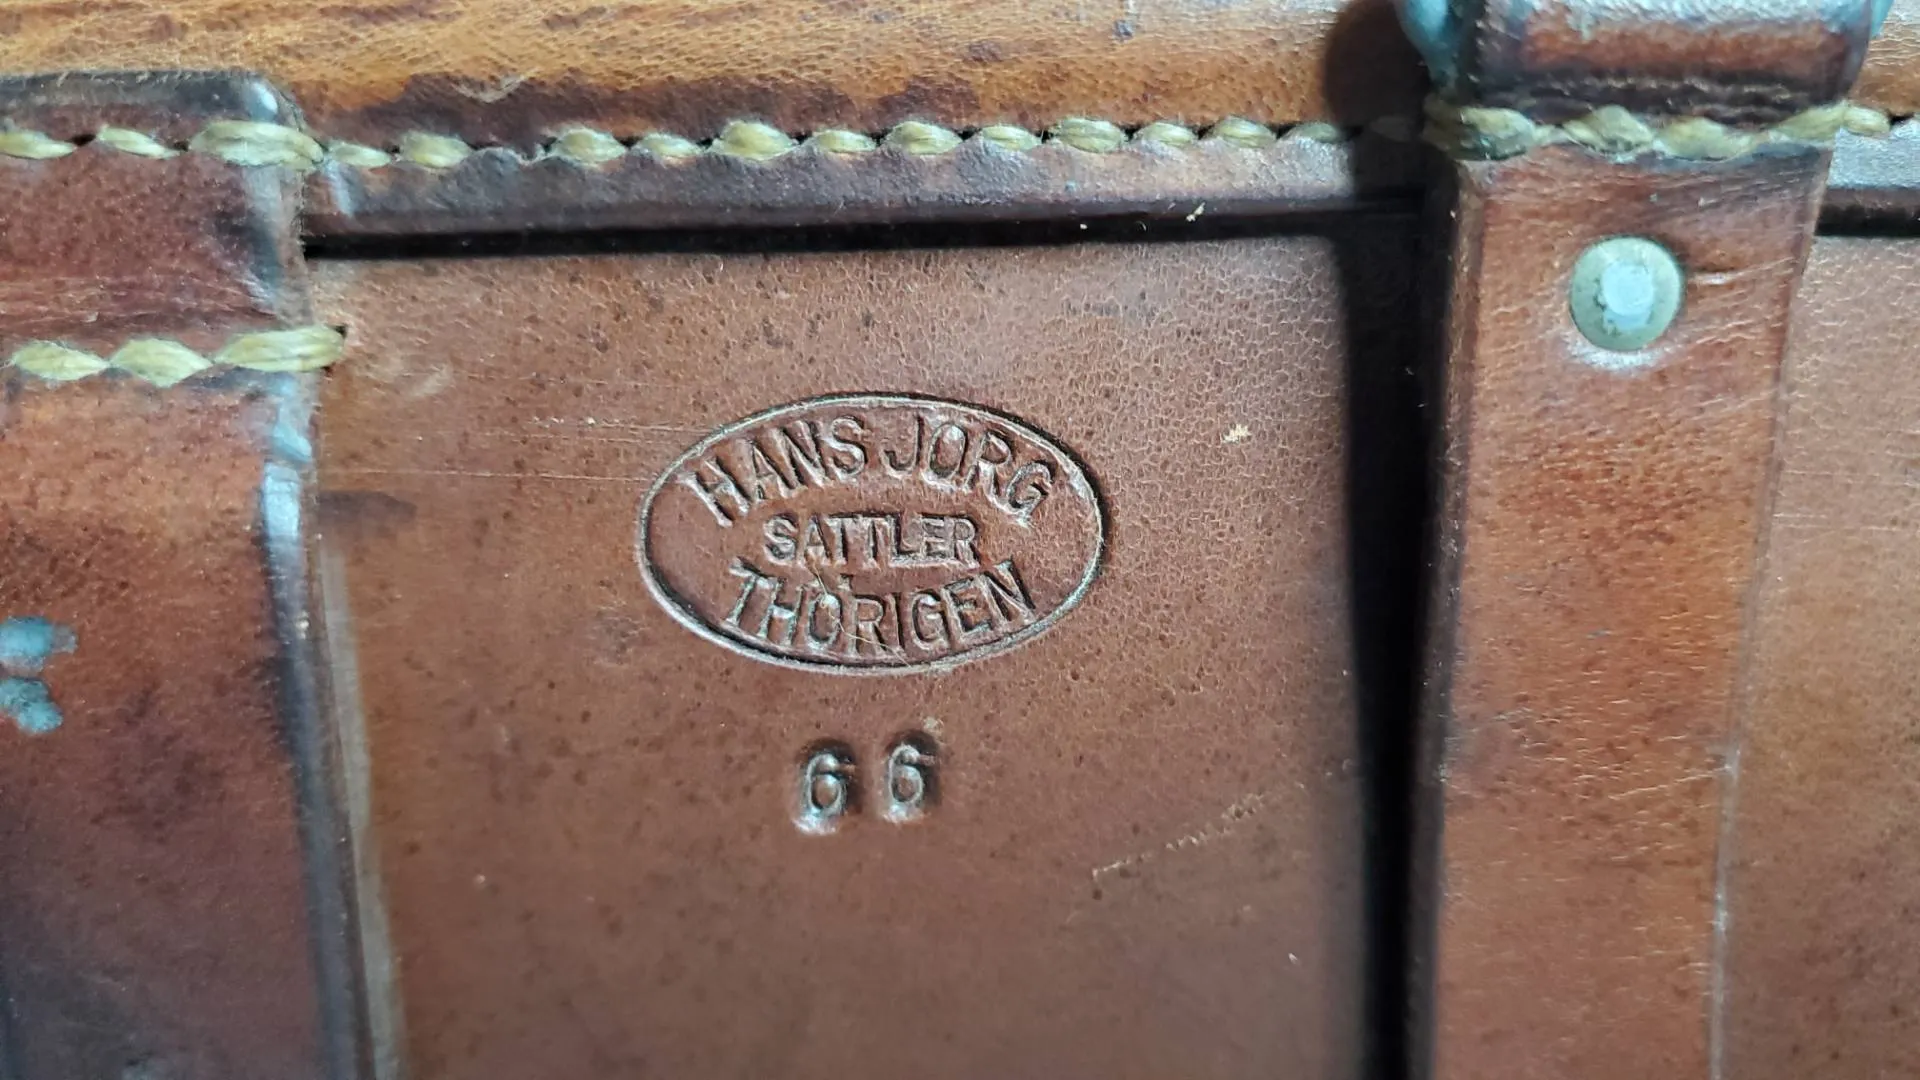 HANS JÖRG
SATTLER
THÖRIGEN
66